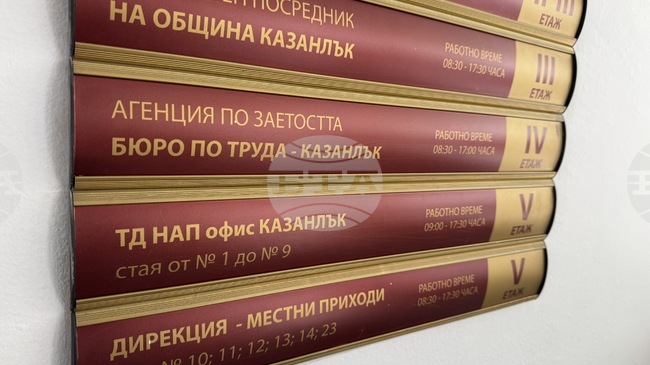 ПОСРЕДНИК
ЕТАЖ
НА ОБЩИНА КАЗАНЛЪК
РАБОТНО ВРЕМЕ
08:30 - 17:30 ЧАСА
III
ЕТАЖ
АГЕНЦИЯ ПО ЗАЕТОСТТА
БЮРО ПО ТРУДА - КАЗАНЛЪК
РАБОТНО ВРЕМЕ
08:30 - 17:00 ЧАСА
IV
ЕТАЖ
ТД НАП офис КАЗАНЛЪК
стая от № 1 до № 9
РАБОТНО ВРЕМЕ
09:00 - 17:30 ЧАСА
V
ЕТАЖ
ДИРЕКЦИЯ - МЕСТНИ ПРИХОДИ
№ 10; 11; 12; 13; 14; 23
РАБОТНО ВРЕМЕ
08:30 - 17:30 ЧАСА
V
ЕТАЖ